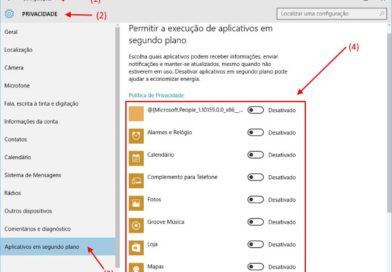 (1)
PRIVACIDADE
(2)
Localizar uma configuração
Geral
Localização
Câmera
Microfone
Fala, escrita à tinta e digitação
Informações da conta
Contatos
Calendário
Sistema de Mensagens
Rádios
Outros dispositivos
Comentários e diagnóstico
Aplicativos em segundo plano
Permitir a execução de aplicativos em
segundo plano
Escolha quais aplicativos podem receber informações, enviar
notificações e manter-se atualizados, mesmo quando não
estiverem em uso. Desativar aplicativos em segundo plano pode
ajudar a economizar energia.
Política de Privacidade
(4)
@{Microsoft.People_1.10159.0.0_x86__ Desativado
Alarmes e Relógio Desativado
Calendário Desativado
Complemento para Telefone Desativado
Fotos Desativado
Groove Música Desativado
Loja Desativado
Mapas Desativado